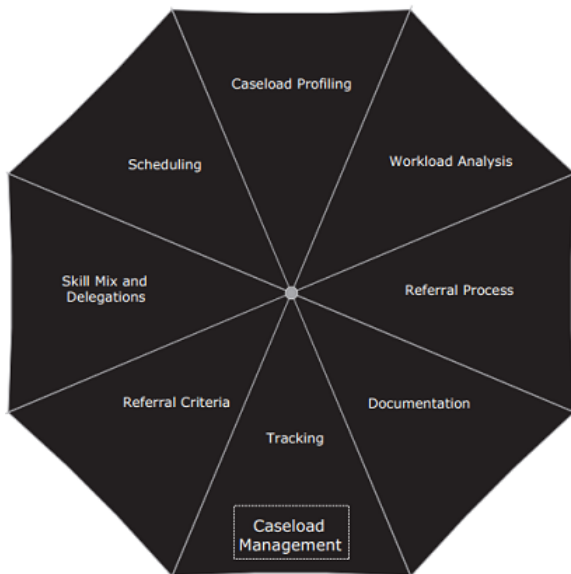 Caseload Profiling
Scheduling
Workload Analysis
Skill Mix and
Delegations
Referral Process
Referral Criteria
Documentation
Tracking
Caseload
Management